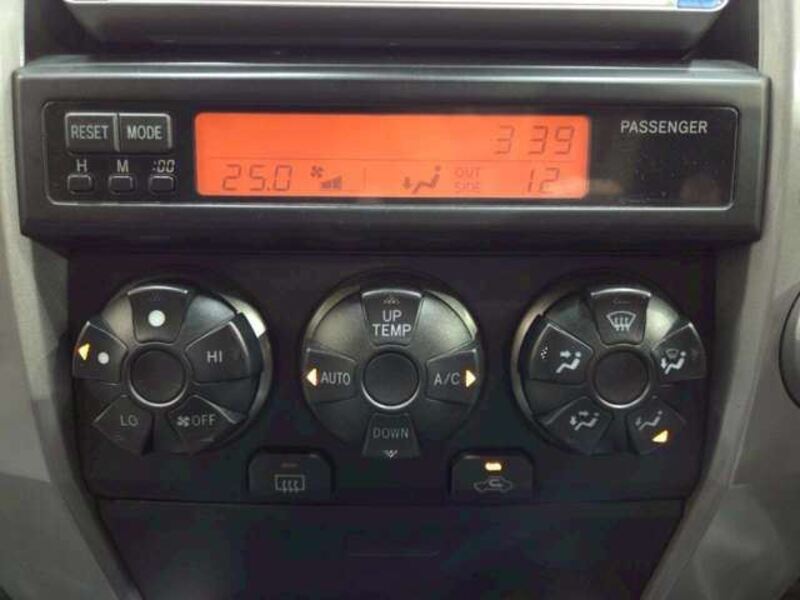 RESET MODE
H M :00
3 39
PASSENGER
25.0 OUT SIDE 12
UP
TEMP
HI
AUTO
A/C
LO
OFF
DOWN